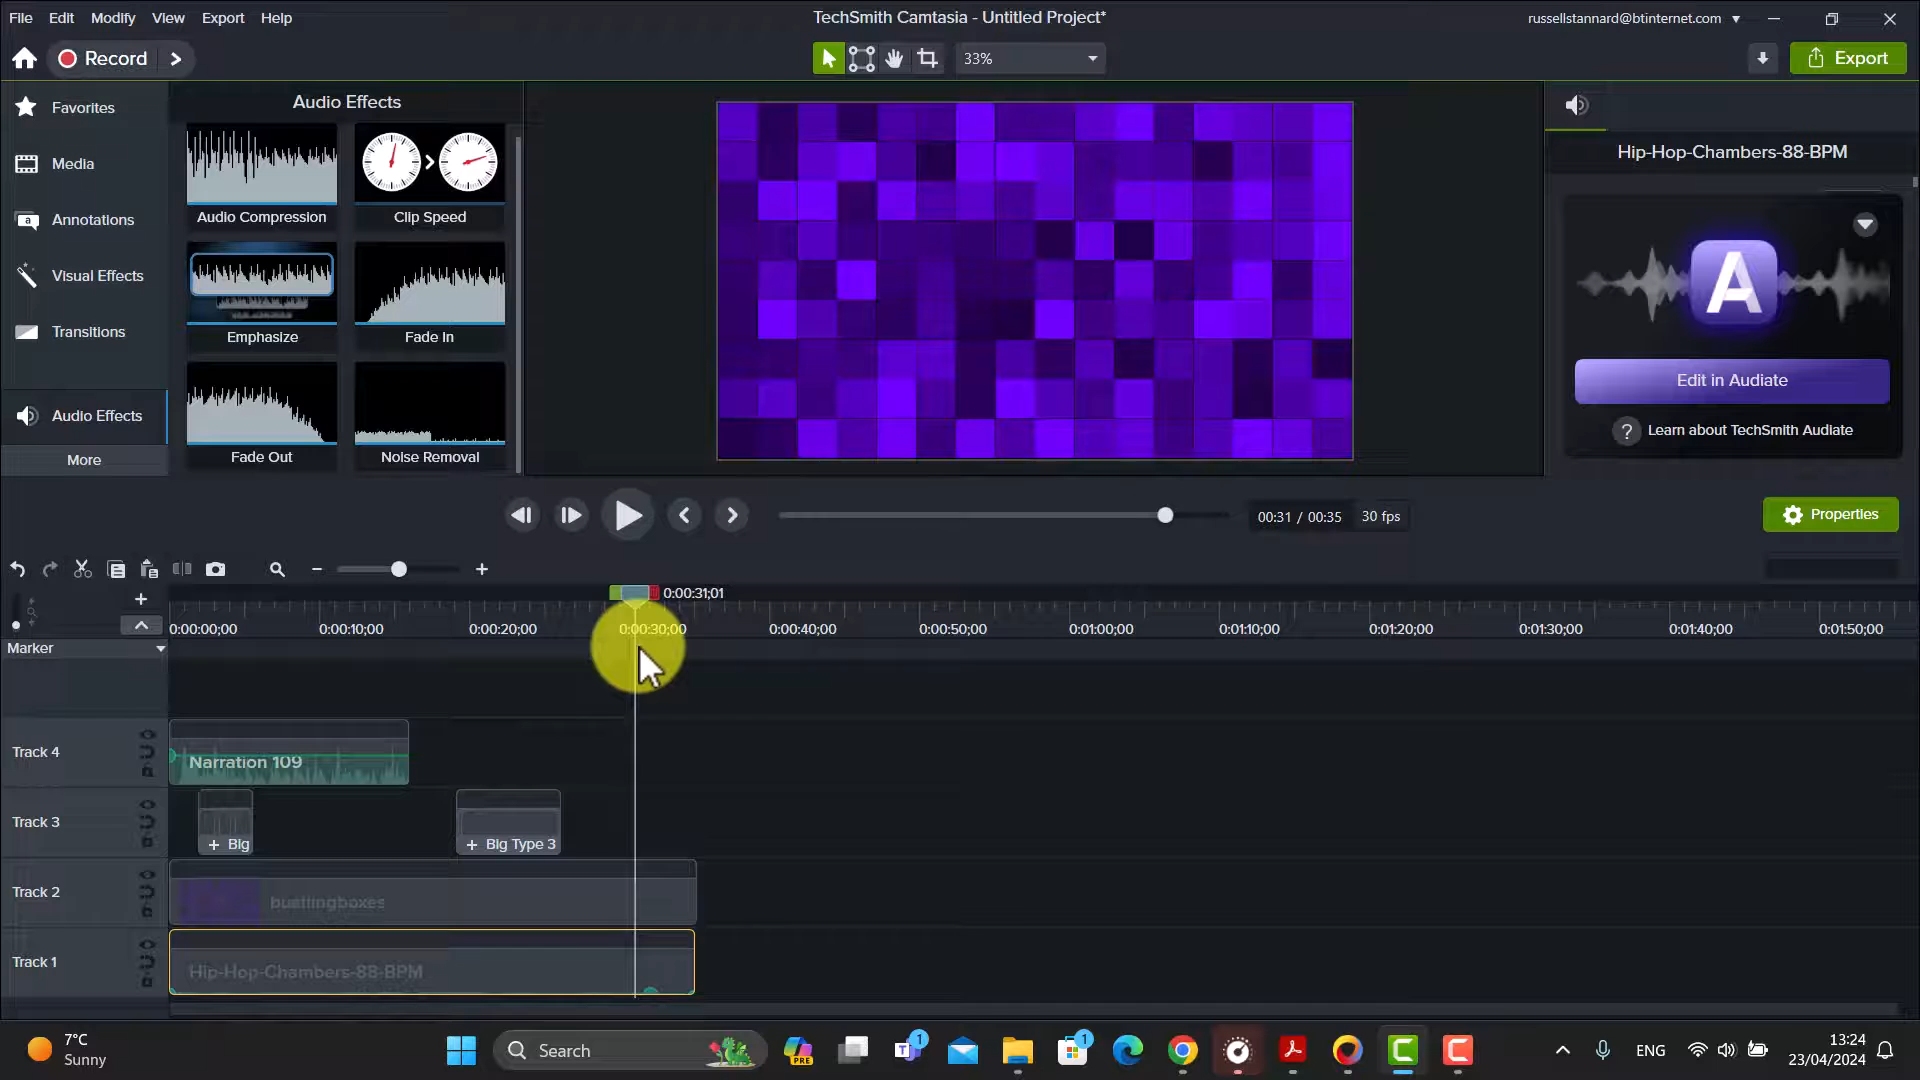 File Edit Modify View Export Help
TechSmith Camtasia - Untitled Project*
russellstannard@btinternet.com
Record
33%
Export
Favorites
Media
Annotations
Visual Effects
Transitions
Audio Effects
More
Audio Effects
Audio Compression
Clip Speed
Emphasize
Fade In
Fade Out
Noise Removal
Hip-Hop-Chambers-88-BPM
A
Edit in Audiate
? Learn about TechSmith Audiate
00:31 / 00:35 30 fps
Properties
0:00:31;01
0:00:00;00 0:00:10;00 0:00:20;00 0:00:30;00 0:00:40;00 0:00:50;00 0:01:00;00 0:01:10;00 0:01:20;00 0:01:30;00 0:01:40;00 0:01:50;00
Marker
Track 4
Narration 109
Track 3
+ Big
+ Big Type 3
Track 2
bustlingboxes
Track 1
Hip-Hop-Chambers-88-BPM
7°C
Sunny
Search
PRE
1
1
ENG
13:24
23/04/2024